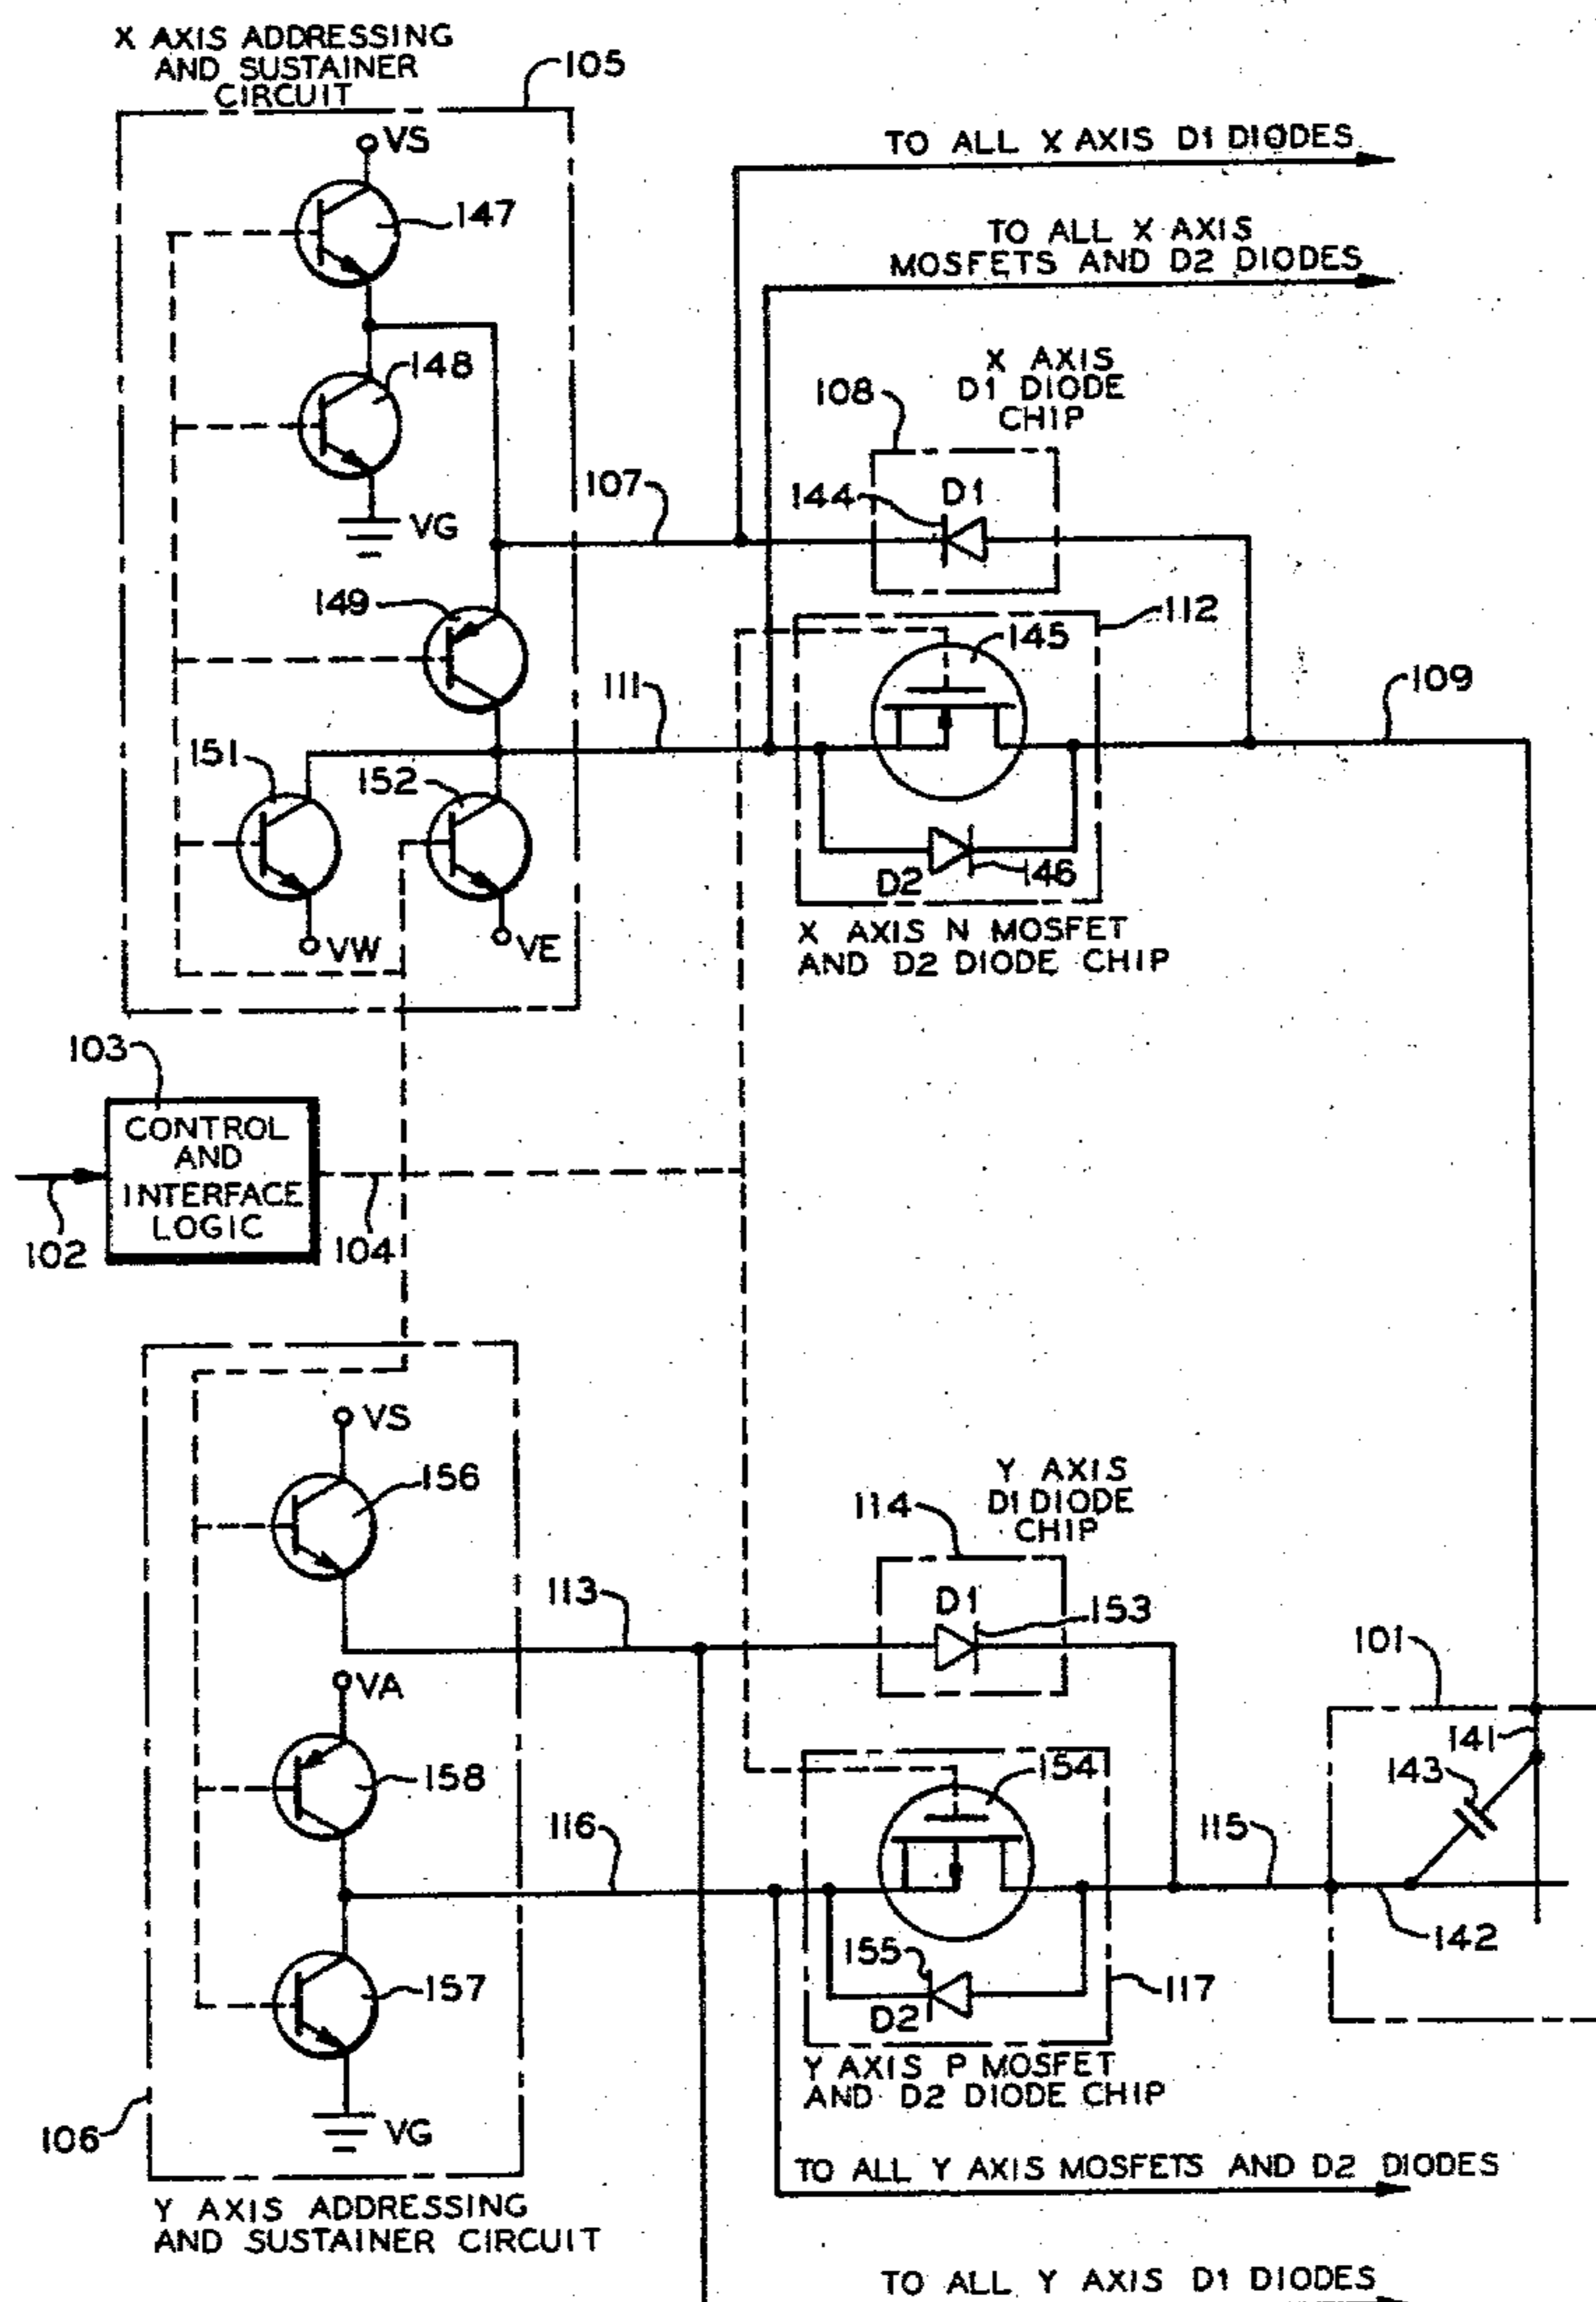 X AXIS ADDRESSING
AND SUSTAINER
CIRCUIT
105
VS
147
148
VG
149
151
152
VW
VE
TO ALL X AXIS D1 DIODES
TO ALL X AXIS
MOSFETS AND D2 DIODES
X AXIS
D1 DIODE
CHIP
108
107
144
D1
112
145
111
109
D2
146
X AXIS N MOSFET
AND D2 DIODE CHIP
103
CONTROL
AND
INTERFACE
LOGIC
102
104
VS
156
113
VA
158
116
157
VG
106
Y AXIS ADDRESSING
AND SUSTAINER CIRCUIT
Y AXIS
D1 DIODE
CHIP
114
D1
153
101
141
143
154
115
142
155
D2
117
Y AXIS P MOSFET
AND D2 DIODE CHIP
TO ALL Y AXIS MOSFETS AND D2 DIODES
TO ALL Y AXIS D1 DIODES